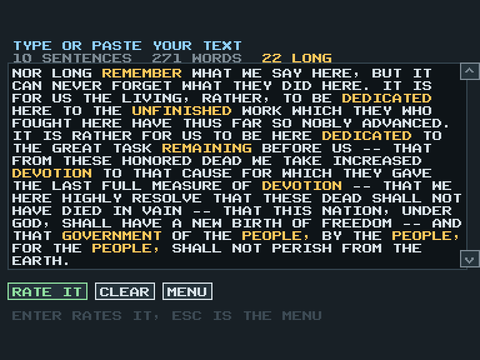 TYPE OR PASTE YOUR TEXT
10 SENTENCES 271 WORDS 22 LONG
NOR LONG REMEMBER WHAT WE SAY HERE, BUT IT
CAN NEVER FORGET WHAT THEY DID HERE. IT IS
FOR US THE LIVING, RATHER, TO BE DEDICATED
HERE TO THE UNFINISHED WORK WHICH THEY WHO
FOUGHT HERE HAVE THUS FAR SO NOBLY ADVANCED.
IT IS RATHER FOR US TO BE HERE DEDICATED TO
THE GREAT TASK REMAINING BEFORE US -- THAT
FROM THESE HONORED DEAD WE TAKE INCREASED
DEVOTION TO THAT CAUSE FOR WHICH THEY GAVE
THE LAST FULL MEASURE OF DEVOTION -- THAT WE
HERE HIGHLY RESOLVE THAT THESE DEAD SHALL NOT
HAVE DIED IN VAIN -- THAT THIS NATION, UNDER
GOD, SHALL HAVE A NEW BIRTH OF FREEDOM -- AND
THAT GOVERNMENT OF THE PEOPLE, BY THE PEOPLE,
FOR THE PEOPLE, SHALL NOT PERISH FROM THE
EARTH.
RATE IT CLEAR MENU
ENTER RATES IT, ESC IS THE MENU